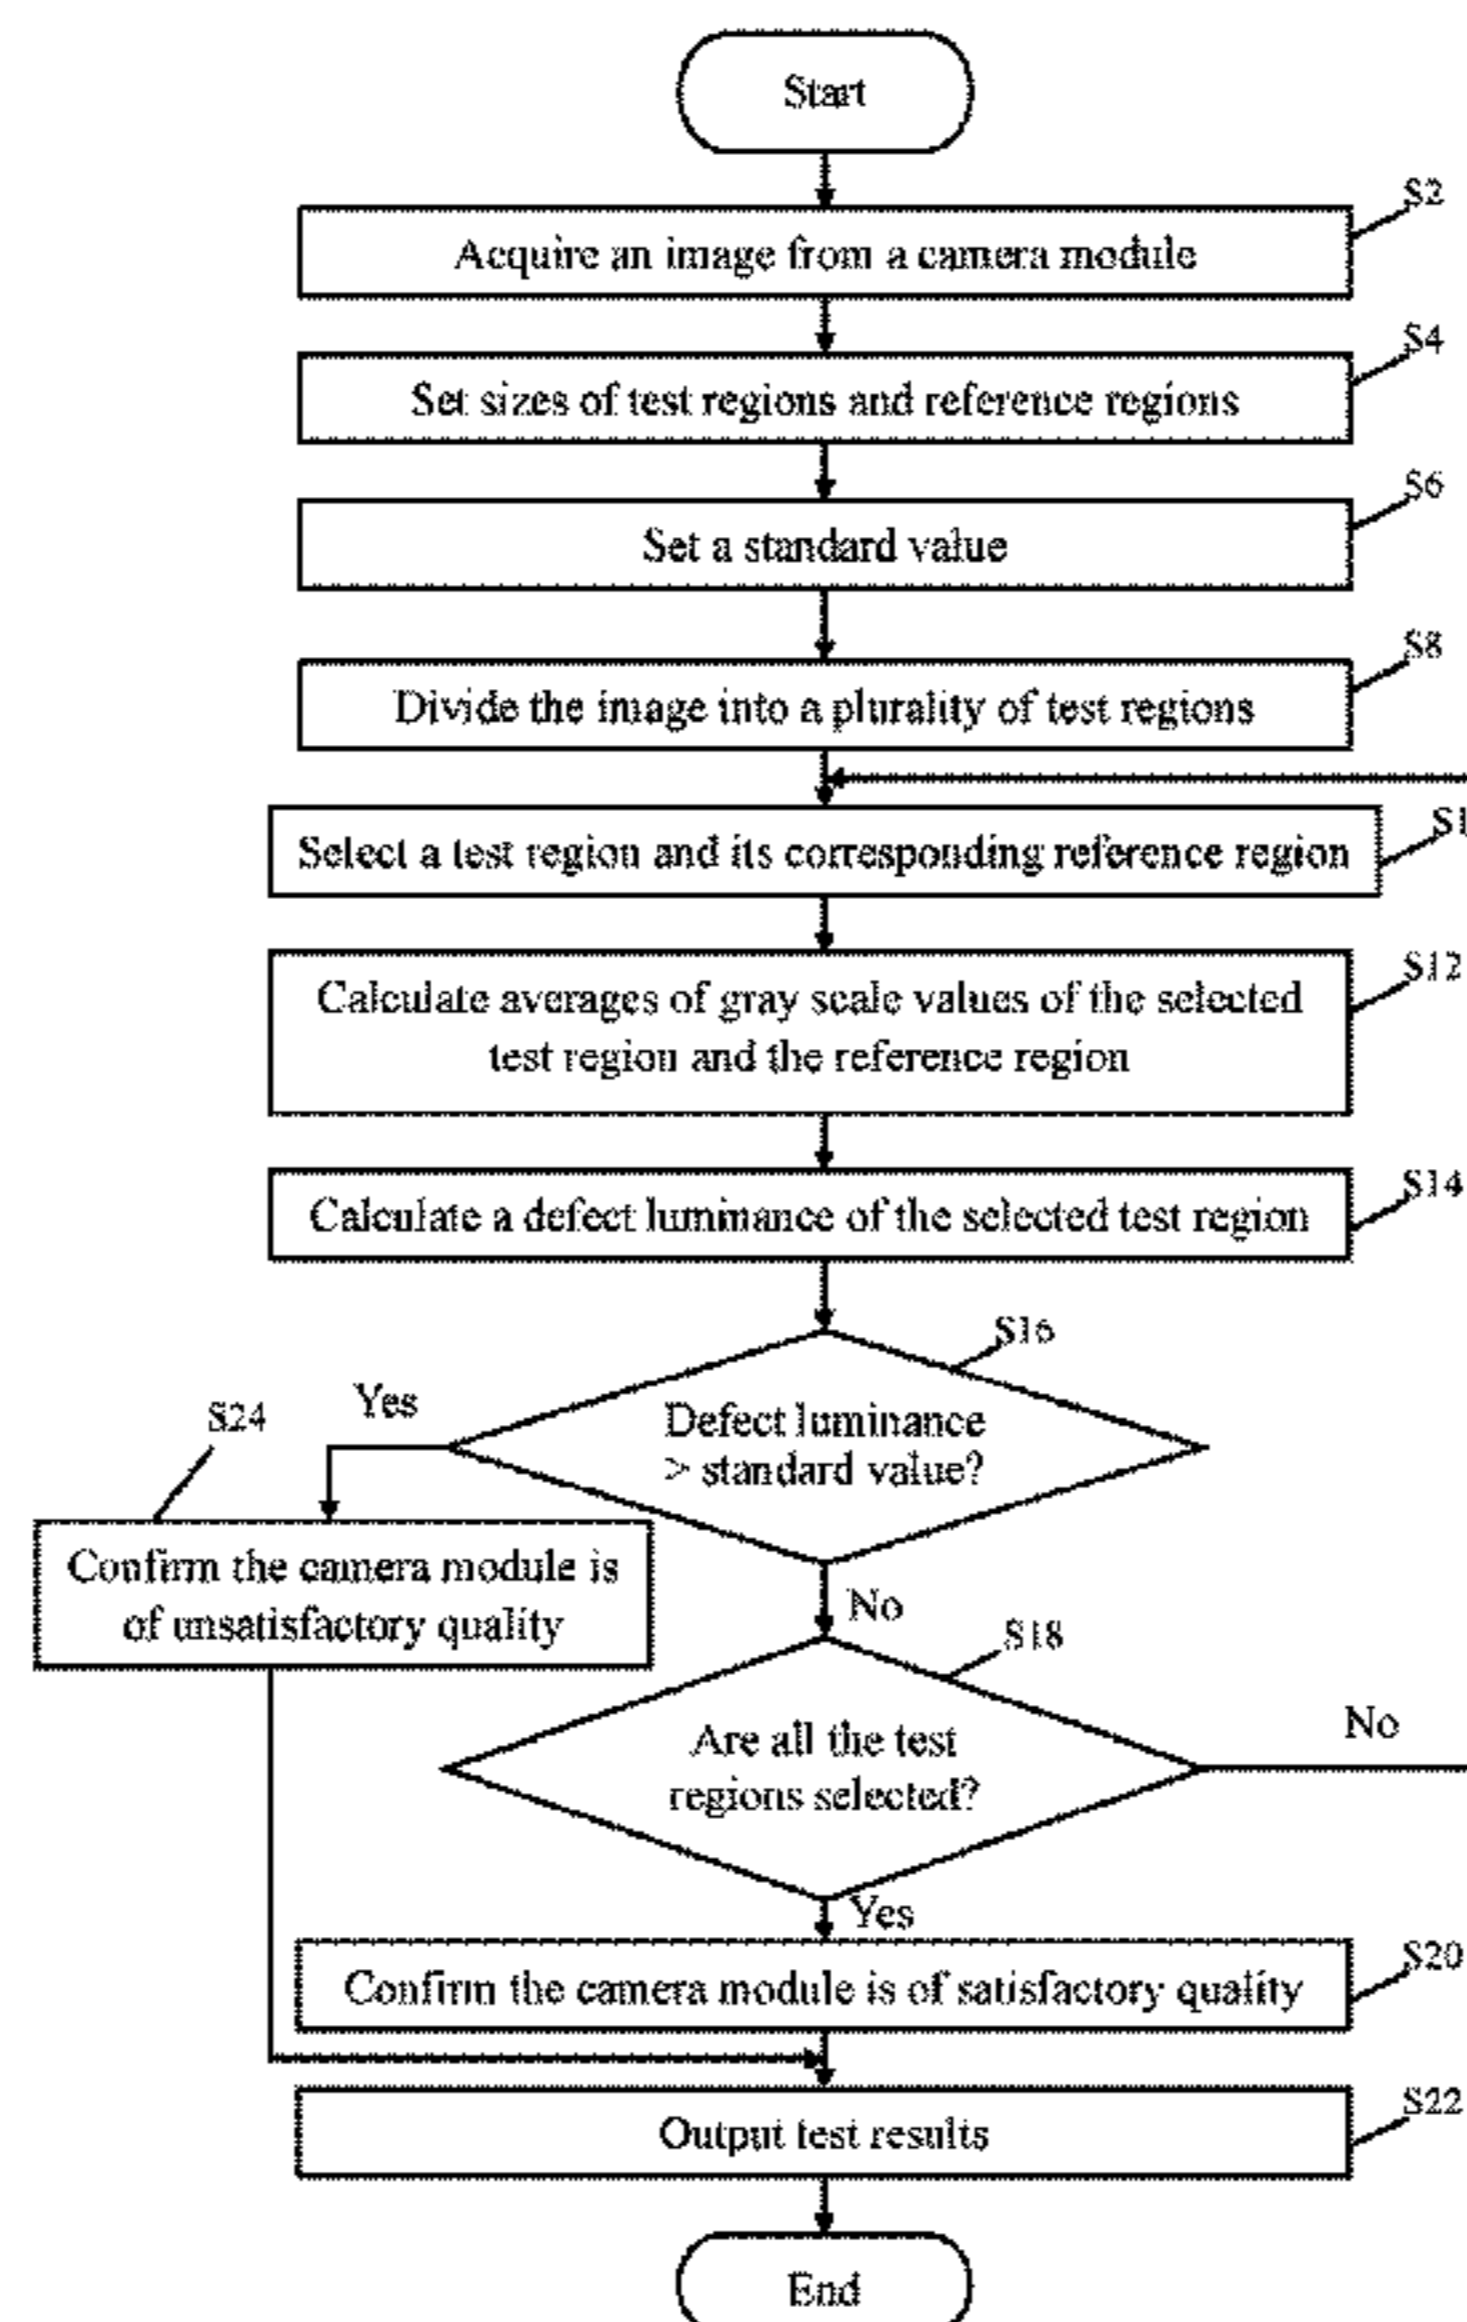 Start
S2
Acquire an image from a camera module
S4
Set sizes of test regions and reference regions
S6
Set a standard value
S8
Divide the image into a plurality of test regions
S1
Select a test region and its corresponding reference region
S12
Calculate averages of gray scale values of the selected
test region and the reference region
S14
Calculate a defect luminance of the selected test region
S16
Defect luminance
> standard value?
Yes
S24
Confirm the camera module is
of unsatisfactory quality
No
S18
Are all the test
regions selected?
No
Yes
S20
Confirm the camera module is of satisfactory quality
S22
Output test results
End